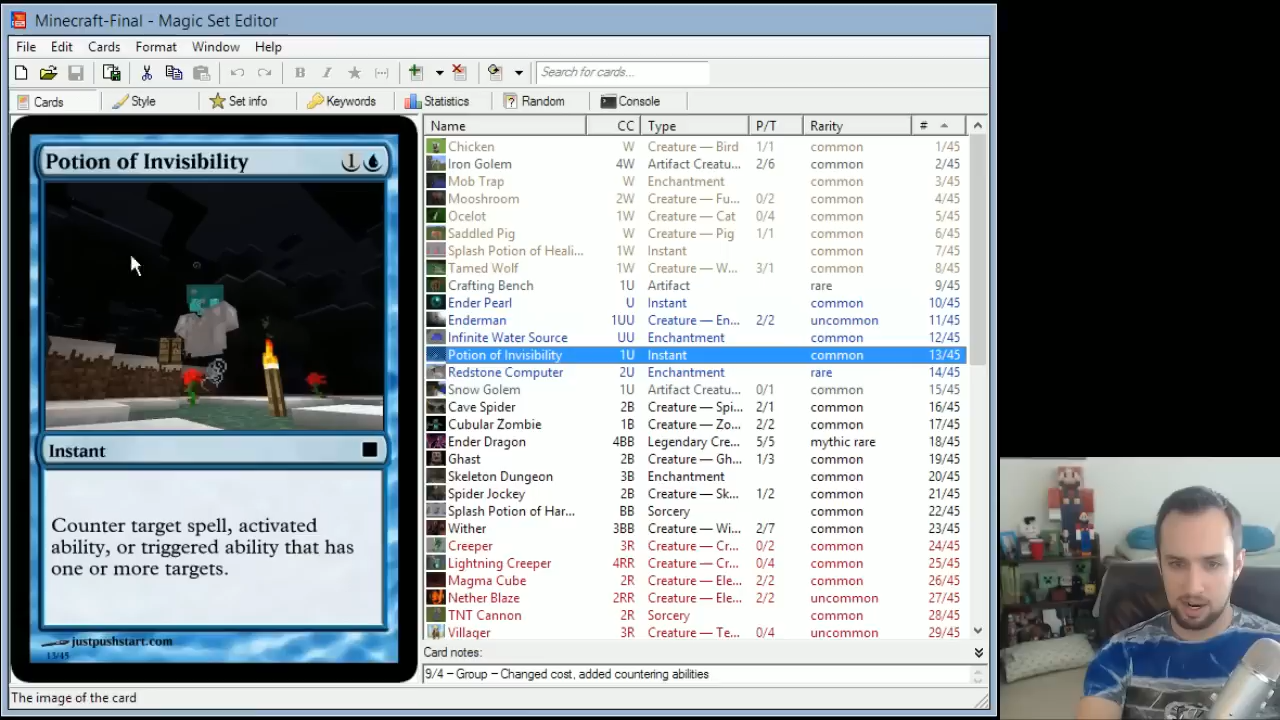 Minecraft-Final - Magic Set Editor
File Edit Cards Format Window Help
B I Search for cards...
Cards Style Set info Keywords Statistics Random Console
Name CC Type P/T Rarity #
Chicken W Creature — Bird 1/1 common 1/45
Iron Golem 4W Artifact Creatu... 2/6 common 2/45
Mob Trap W Enchantment common 3/45
Mooshroom W Creature — Fu... 0/2 common 4/45
Ocelot 1W Creature — Cat 0/4 common 5/45
Saddled Pig W Creature — Pig 1/1 common 6/45
Splash Potion of Heali... 1W Instant common 7/45
Tamed Wolf 1W Creature — W... 3/1 common 8/45
Crafting Bench 1U Artifact rare 9/45
Ender Pearl U Instant common 10/45
Enderman 1UU Creature — En... 2/2 uncommon 11/45
Infinite Water Source UU Enchantment common 12/45
Potion of Invisibility 1U Instant common 13/45
Redstone Computer 2U Enchantment rare 14/45
Snow Golem 1U Artifact Creatu... 0/1 common 15/45
Cave Spider 2B Creature — Spi... 2/1 common 16/45
Cubular Zombie 1B Creature — Zo... 2/2 common 17/45
Ender Dragon 4BB Legendary Cre... 5/5 mythic rare 18/45
Ghast 2B Creature — Gh... 1/3 common 19/45
Skeleton Dungeon 3B Enchantment common 20/45
Spider Jockey 2B Creature — Sk... 1/2 common 21/45
Splash Potion of Har... BB Sorcery common 22/45
Wither 3BB Creature — Wi... 2/7 common 23/45
Creeper 3R Creature — Cr... 0/2 common 24/45
Lightning Creeper 4RR Creature — Cr... 0/4 common 25/45
Magma Cube 2R Creature — Ele... 2/2 common 26/45
Nether Blaze 2RR Creature — Ele... 2/2 uncommon 27/45
TNT Cannon 2R Sorcery common 28/45
Villager 3R Creature — Te... 0/4 uncommon 29/45
Card notes:
9/4 – Group – Changed cost, added countering abilities
Potion of Invisibility 1
Instant
Counter target spell, activated
ability, or triggered ability that has
one or more targets.
justpushstart.com
13/45
The image of the card